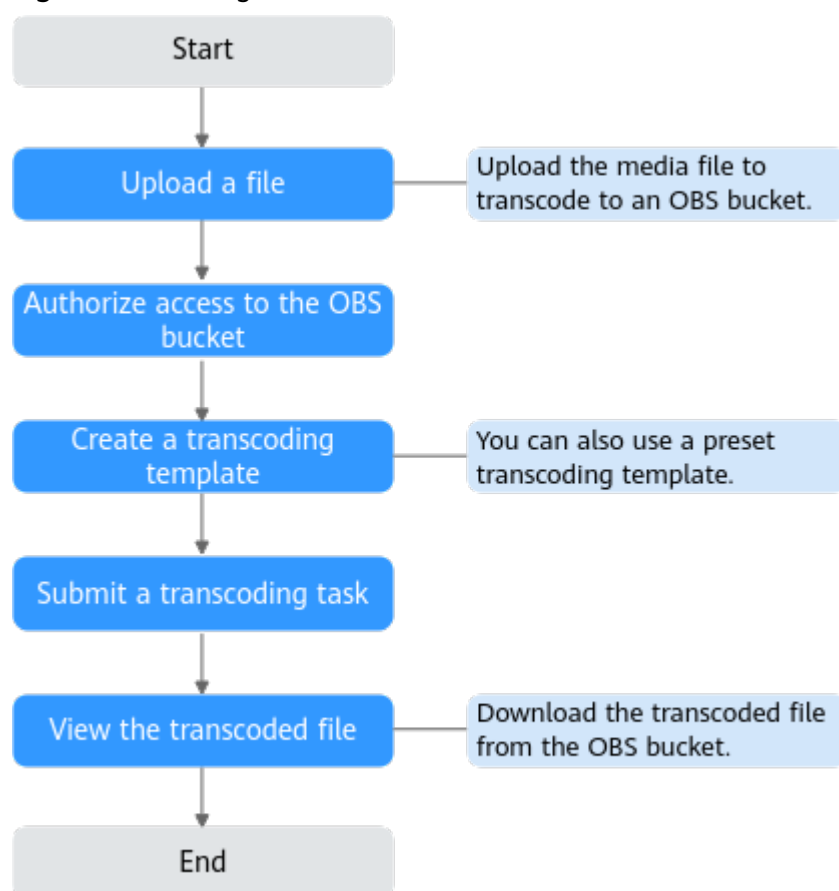 Start
Upload a file
Upload the media file to
transcode to an OBS bucket.
Authorize access to the OBS
bucket
Create a transcoding
template
You can also use a preset
transcoding template.
Submit a transcoding task
View the transcoded file
Download the transcoded file
from the OBS bucket.
End